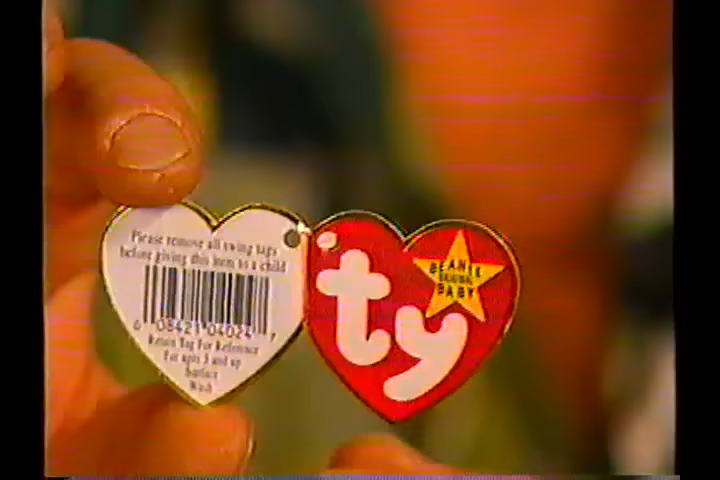 Please remove all swing tags
before giving this item to a child
0 08421 04024 7
Retain Tag For Reference
For ages 3 and up
Surface
Wash
ty
BEANIE
ORIGINAL
BABY